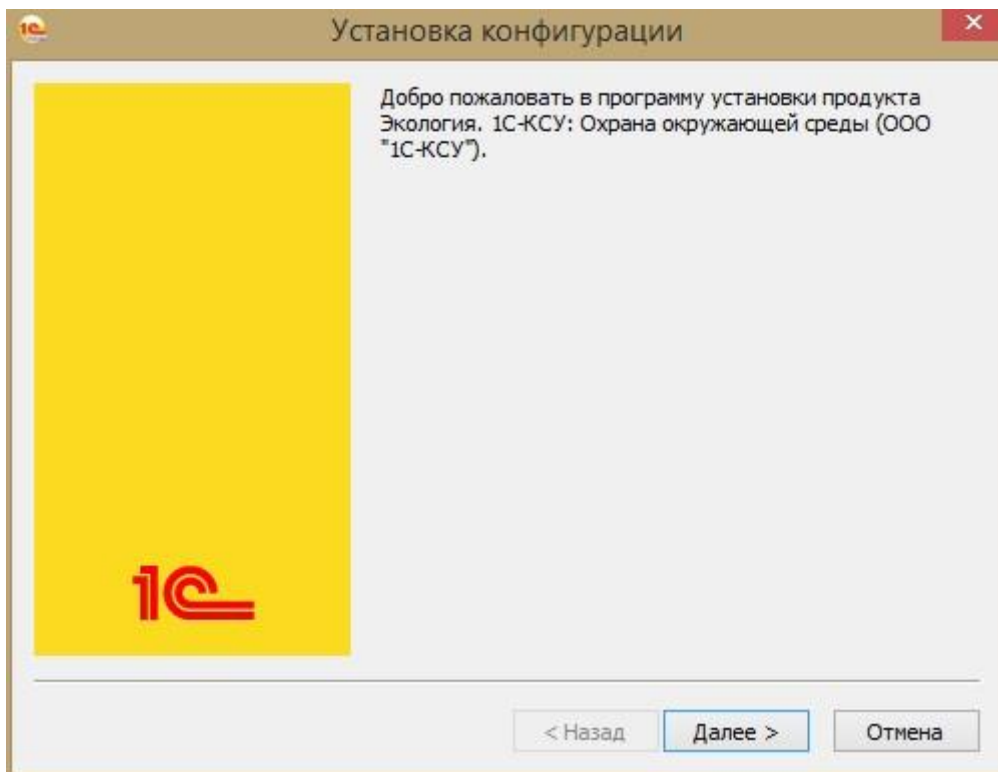 1С
Установка конфигурации
Добро пожаловать в программу установки продукта
Экология. 1С-КСУ: Охрана окружающей среды (ООО
"1С-КСУ").
1С
< Назад
Далее >
Отмена